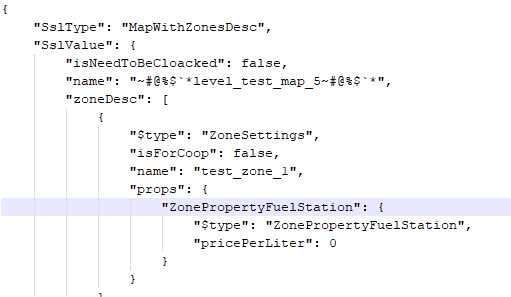 {
"SslType": "MapWithZonesDesc",
"SslValue": {
"isNeedToBeCloacked": false,
"name": "~#@%$`*level_test_map_5~#@%$`*",
"zoneDesc": [
{
"$type": "ZoneSettings",
"isForCoop": false,
"name": "test_zone_1",
"props": {
"ZonePropertyFuelStation": {
"$type": "ZonePropertyFuelStation",
"pricePerLiter": 0
}
}
}